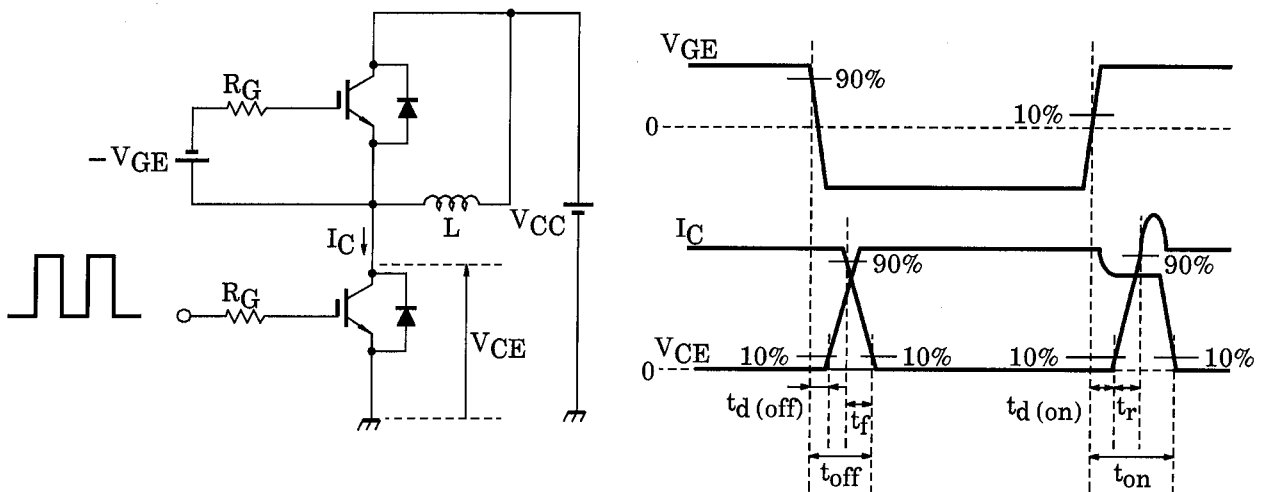 RG
− VGE
L
IC
VCC
RG
VCE
VGE
90%
10%
0
IC
90%
90%
VCE
10%
10%
10%
10%
0
td (off)
tf
td (on)
tr
toff
ton